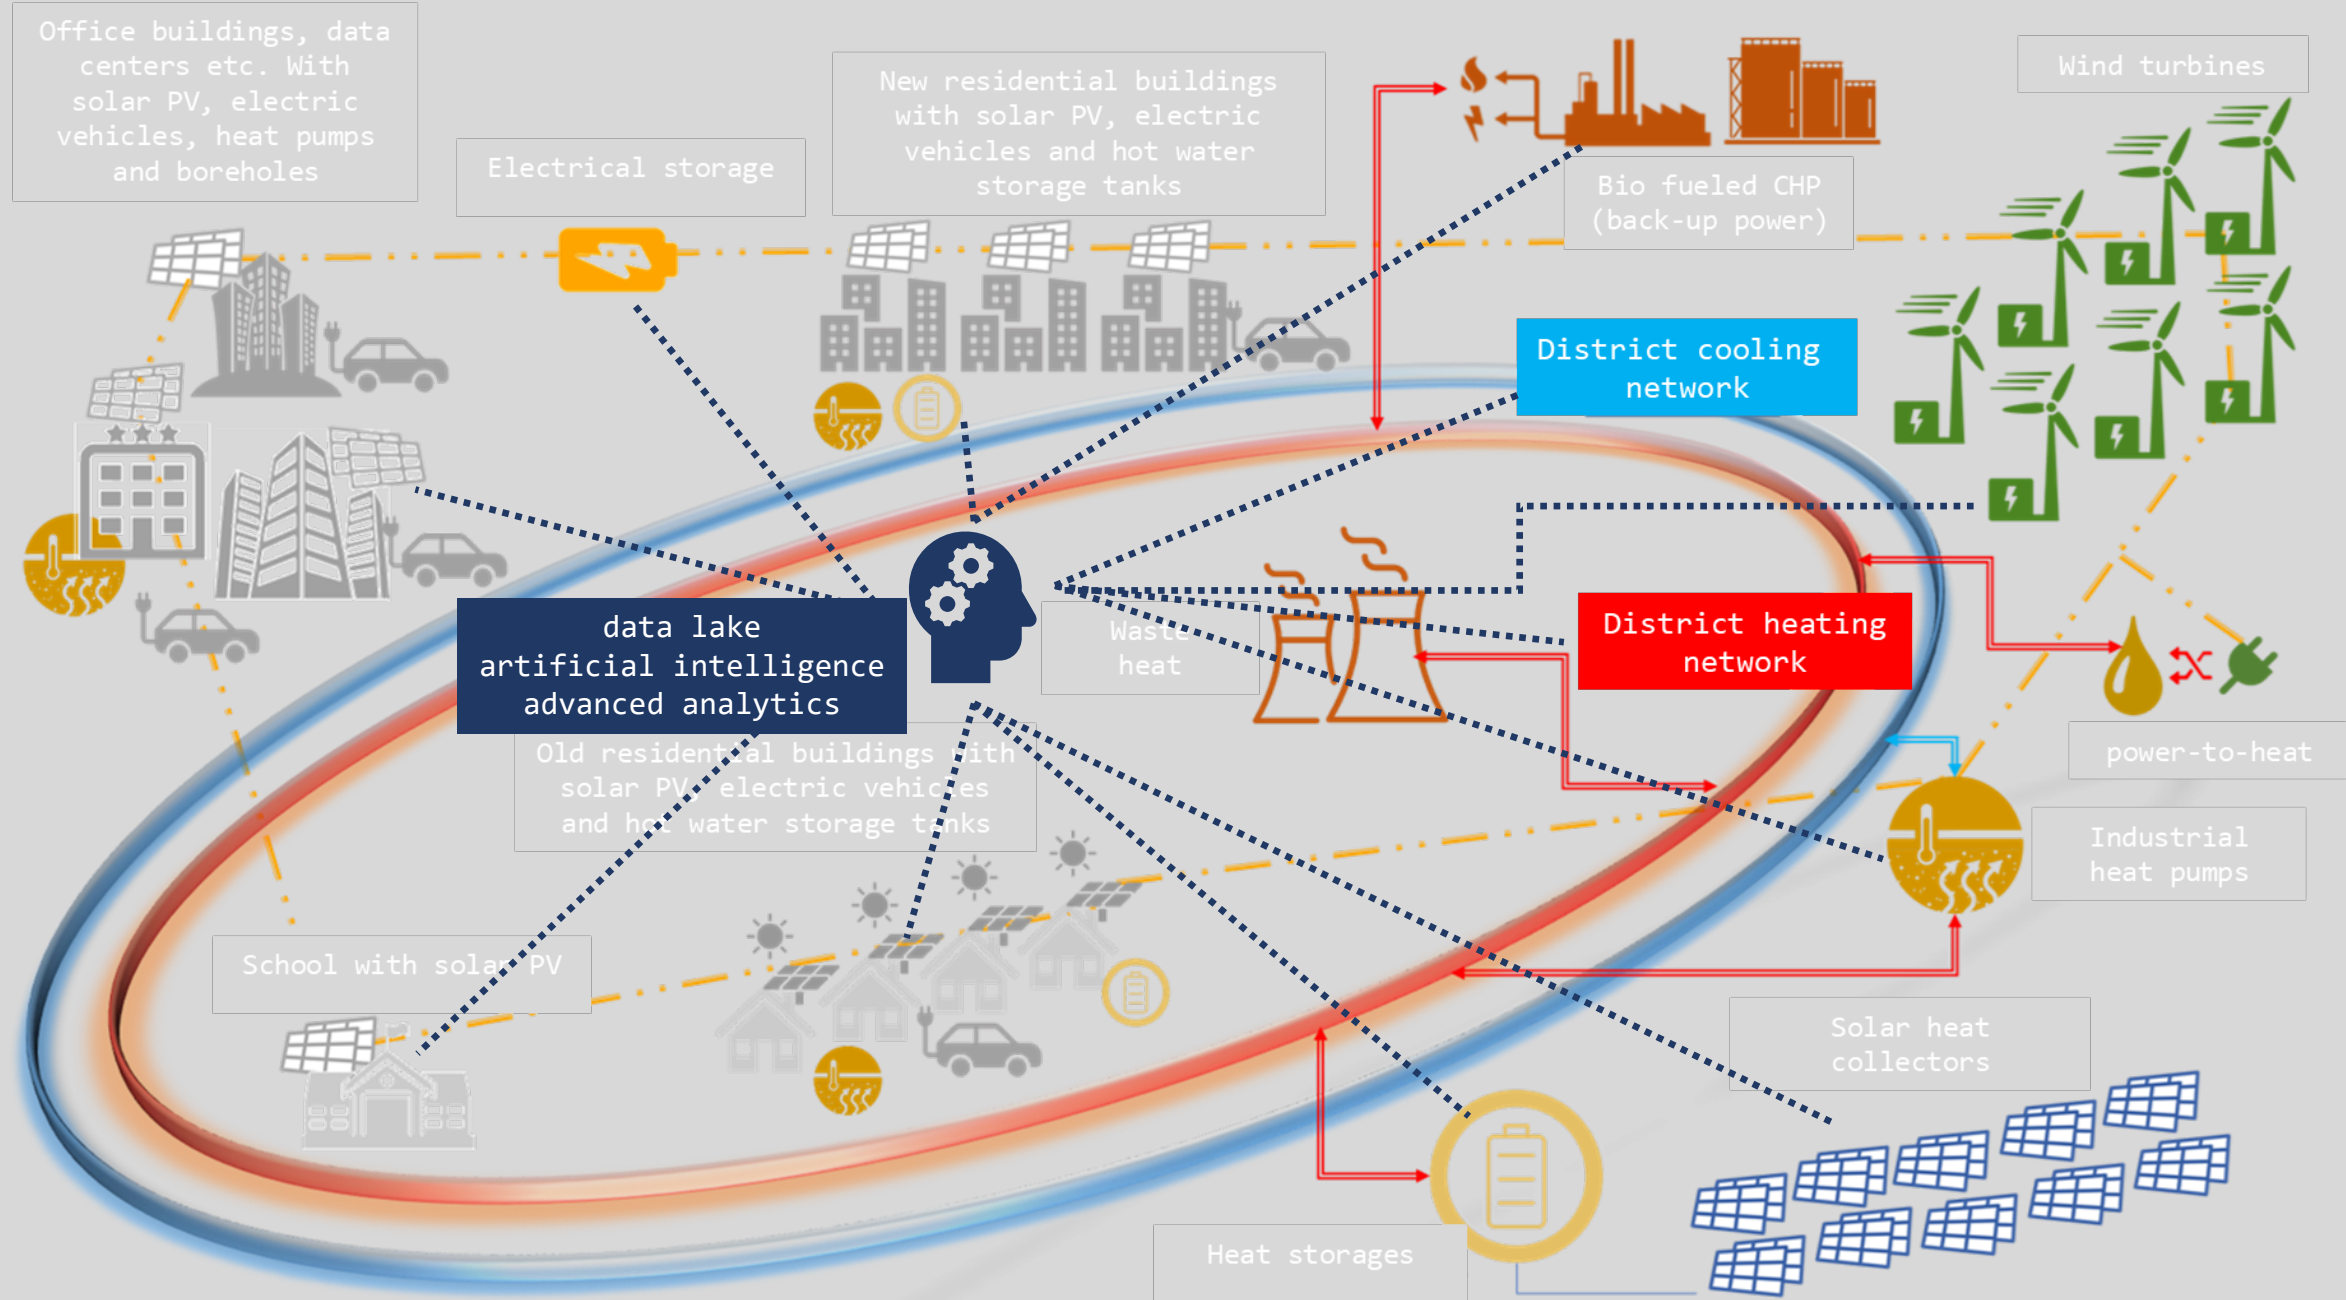 Office buildings, data
centers etc. With
solar PV, electric
vehicles, heat pumps
and boreholes
Electrical storage
New residential buildings
with solar PV, electric
vehicles and hot water
storage tanks
Bio fueled CHP
(back-up power)
Wind turbines
District cooling
network
data lake
artificial intelligence
advanced analytics
Waste
heat
District heating
network
Old residential buildings with
solar PV, electric vehicles
and hot water storage tanks
power-to-heat
Industrial
heat pumps
School with solar PV
Solar heat
collectors
Heat storages